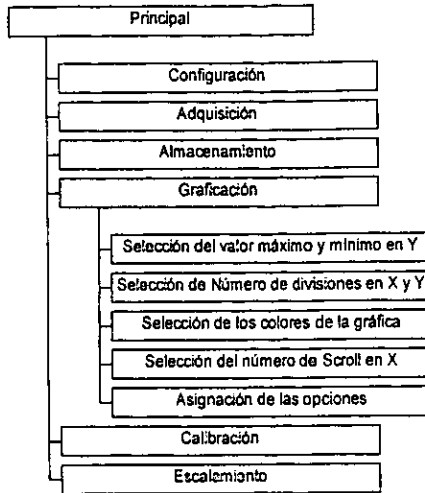 Principal
Configuración
Adquisición
Almacenamiento
Graficación
Selección del valor máximo y mínimo en Y
Selección de Número de divisiones en X y Y
Selección de los colores de la gráfica
Selección del número de Scroll en X
Asignación de las opciones
Calibración
Escalamiento